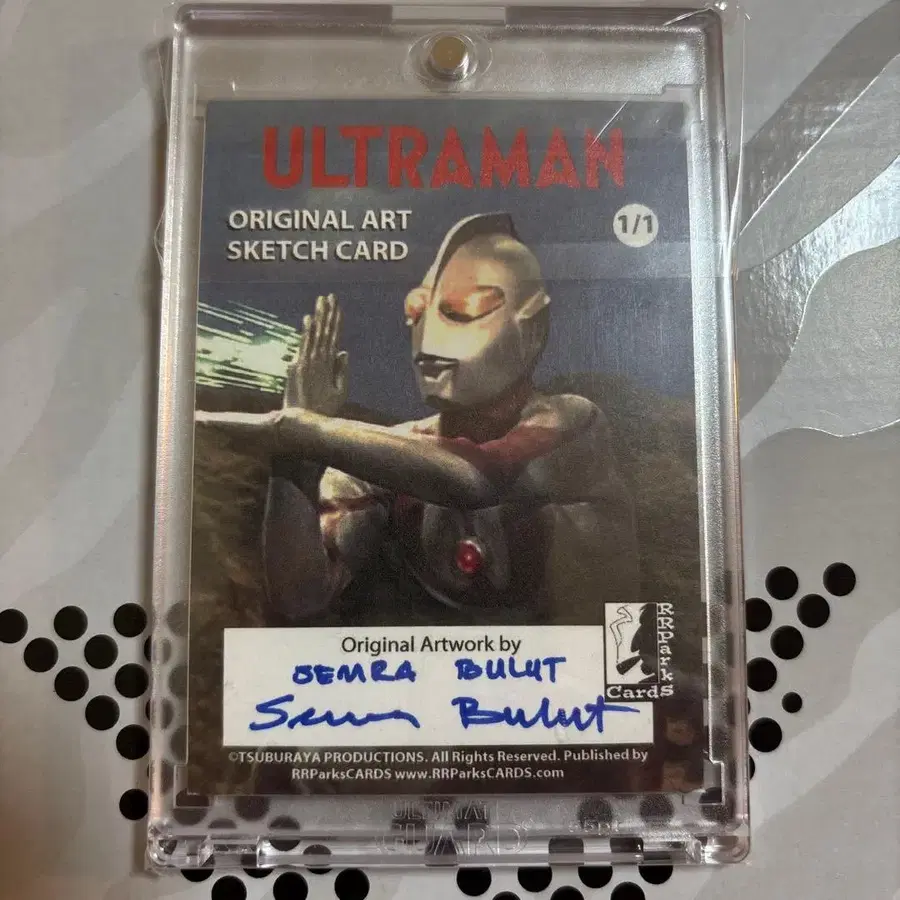 ULTRAMAN
ORIGINAL ART
SKETCH CARD
1/1
Original Artwork by
SEMRA BULUT
Semra Bulut
RRParks
Cards
©TSUBURAYA PRODUCTIONS. All Rights Reserved. Published by
RRParksCARDS www.RRParksCARDS.com
ULTIMATE
GUARD